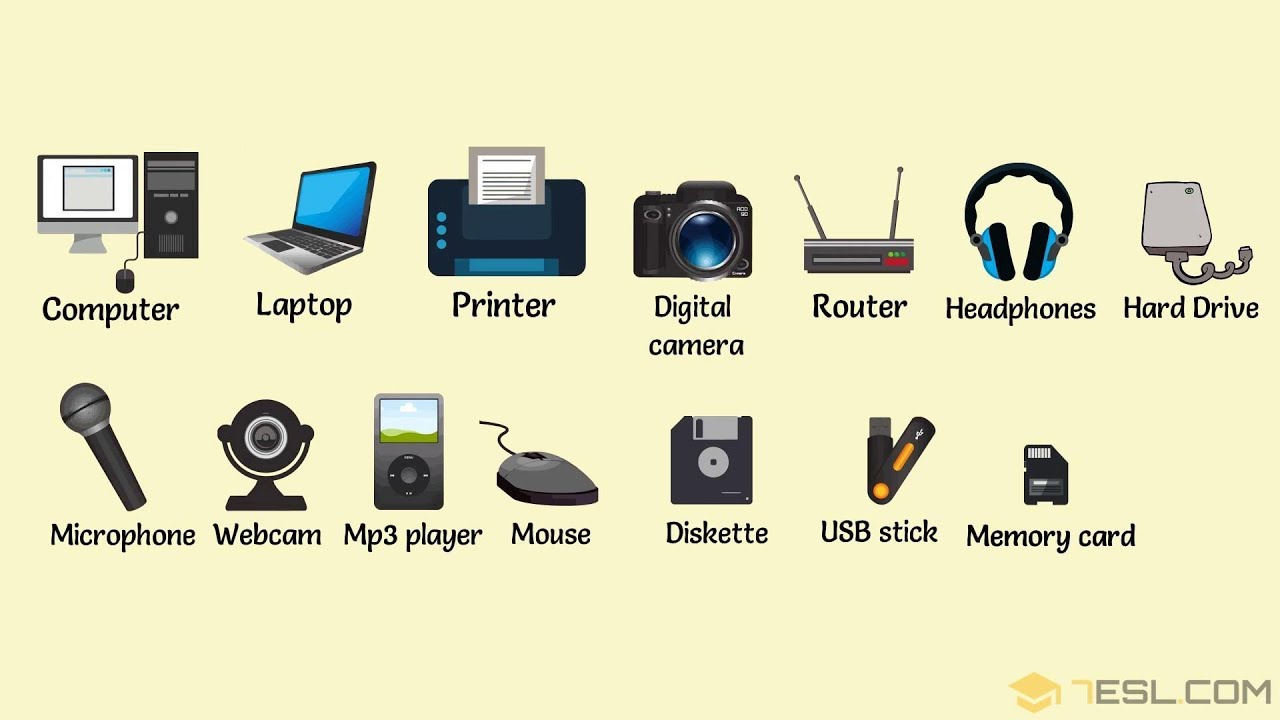 Computer
Laptop
Printer
Digital
camera
Router
Headphones
Hard Drive
Microphone
Webcam
Mp3 player
Mouse
Diskette
USB stick
Memory card
7ESL.COM